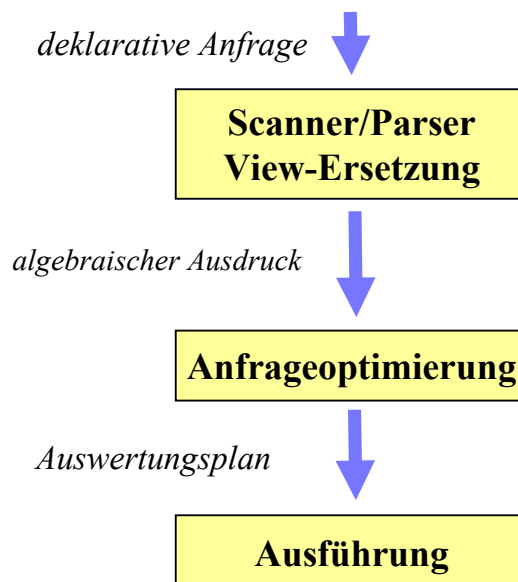 deklarative Anfrage
Scanner/Parser
View-Ersetzung
algebraischer Ausdruck
Anfrageoptimierung
Auswertungsplan
Ausführung